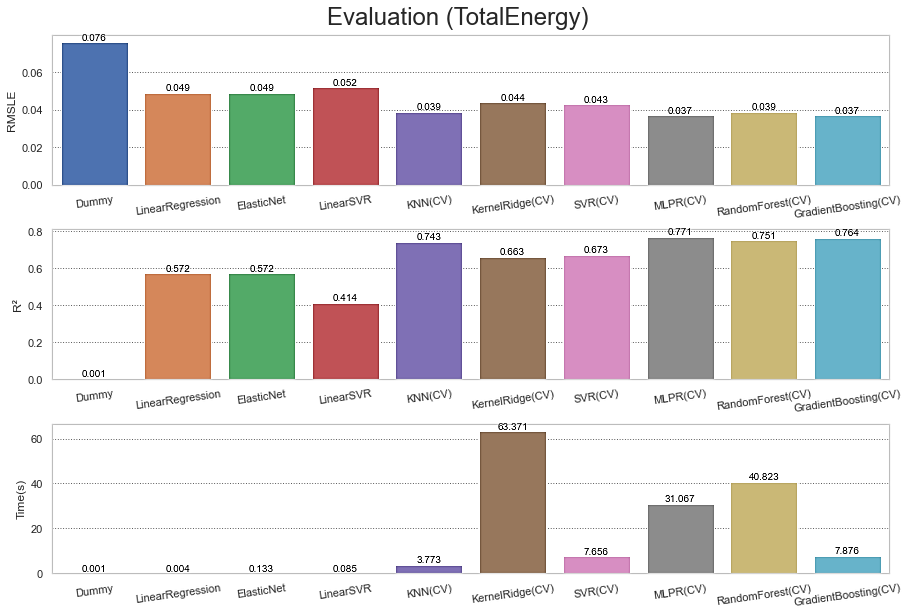 Evaluation (TotalEnergy)
RMSLE
0.06
0.04
0.02
0.00
0.076
0.049
0.049
0.052
0.039
0.044
0.043
0.037
0.039
0.037
Dummy
LinearRegression
ElasticNet
LinearSVR
KNN(CV)
KernelRidge(CV)
SVR(CV)
MLPR(CV)
RandomForest(CV)
GradientBoosting(CV)
R²
0.8
0.6
0.4
0.2
0.0
0.001
0.572
0.572
0.414
0.743
0.663
0.673
0.771
0.751
0.764
Dummy
LinearRegression
ElasticNet
LinearSVR
KNN(CV)
KernelRidge(CV)
SVR(CV)
MLPR(CV)
RandomForest(CV)
GradientBoosting(CV)
Time(s)
60
40
20
0
0.001
0.004
0.133
0.085
3.773
63.371
7.656
31.067
40.823
7.876
Dummy
LinearRegression
ElasticNet
LinearSVR
KNN(CV)
KernelRidge(CV)
SVR(CV)
MLPR(CV)
RandomForest(CV)
GradientBoosting(CV)